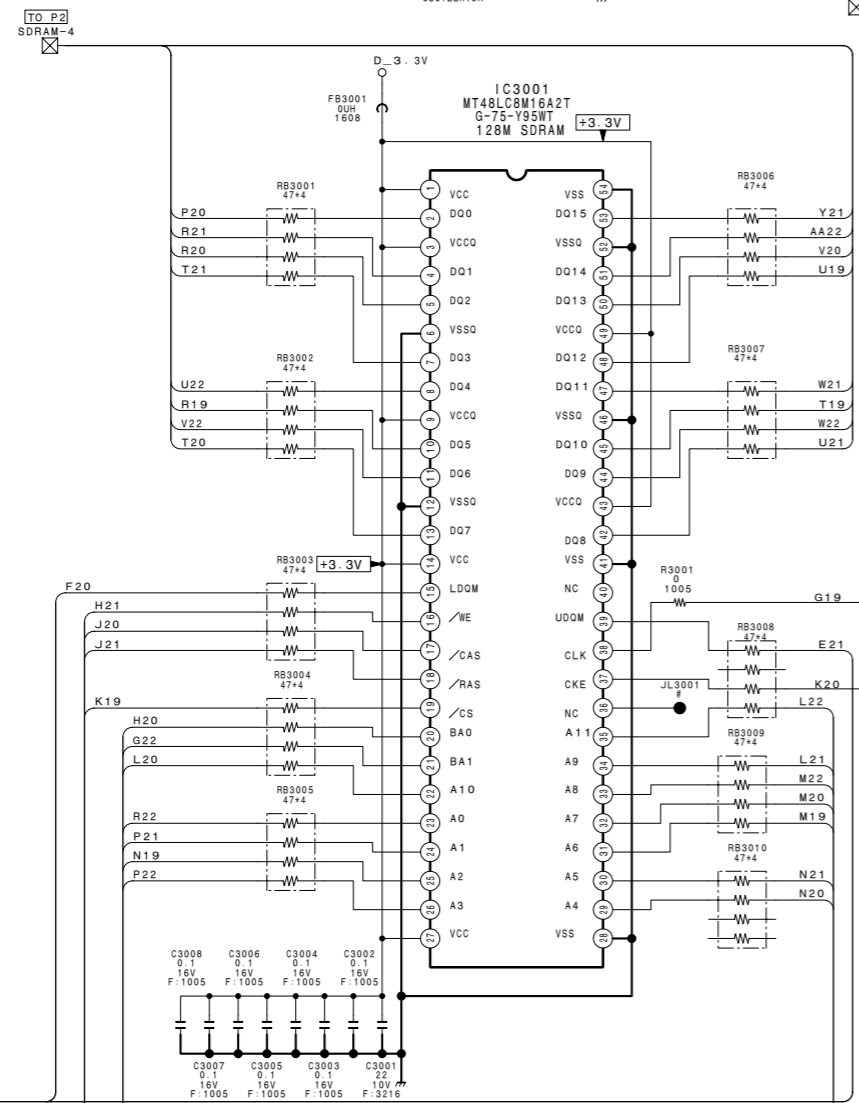 TO P2
SDRAM-4
D_3.3V
FB3001
0UH
1608
IC3001
MT48LC8M16A2T
G-75-Y95WT
128M SDRAM
+3.3V
RB3001
47*4
P20
R21
R20
T21
RB3002
47*4
U22
R19
V22
T20
RB3003
47*4
+3.3V
F20
H21
J20
J21
RB3004
47*4
K19
H20
G22
L20
RB3005
47*4
R22
P21
N19
P22
1 VCC
2 DQ0
3 VCCQ
4 DQ1
5 DQ2
6 VSSQ
7 DQ3
8 DQ4
9 VCCQ
10 DQ5
11 DQ6
12 VSSQ
13 DQ7
14 VCC
15 LDQM
16 /WE
17 /CAS
18 /RAS
19 /CS
20 BA0
21 BA1
22 A10
23 A0
24 A1
25 A2
26 A3
27 VCC
VSS 54
DQ15 53
VSSQ 52
DQ14 51
DQ13 50
VCCQ 49
DQ12 48
DQ11 47
VSSQ 46
DQ10 45
DQ9 44
VCCQ 43
DQ8 42
VSS 41
NC 40
UDQM 39
CLK 38
CKE 37
NC 36
A11 35
A9 34
A8 33
A7 32
A6 31
A5 30
A4 29
VSS 28
RB3006
47*4
Y21
AA22
V20
U19
RB3007
47*4
W21
T19
W22
U21
R3001
0
1005
G19
RB3008
47*4
E21
K20
L22
JL3001
#
RB3009
47*4
L21
M22
M20
M19
RB3010
47*4
N21
N20
C3008
0.1
16V
F:1005
C3006
0.1
16V
F:1005
C3004
0.1
16V
F:1005
C3002
0.1
16V
F:1005
C3007
0.1
16V
F:1005
C3005
0.1
16V
F:1005
C3003
0.1
16V
F:1005
C3001
22
10V
F:3216